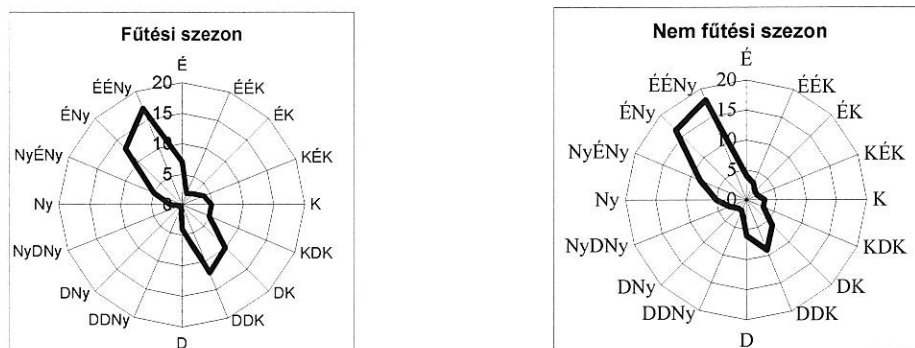 Fűtési szezon
É
20
ÉÉNy
ÉÉK
15
ÉNy
ÉK
10
NyÉNy
KÉK
5
Ny
0
K
NyDNy
KDK
DNy
DK
DDNy
DDK
D
Nem fűtési szezon
É
20
ÉÉNy
ÉÉK
15
ÉNy
ÉK
10
NyÉNy
KÉK
5
Ny
0
K
NyDNy
KDK
DNy
DK
DDNy
DDK
D